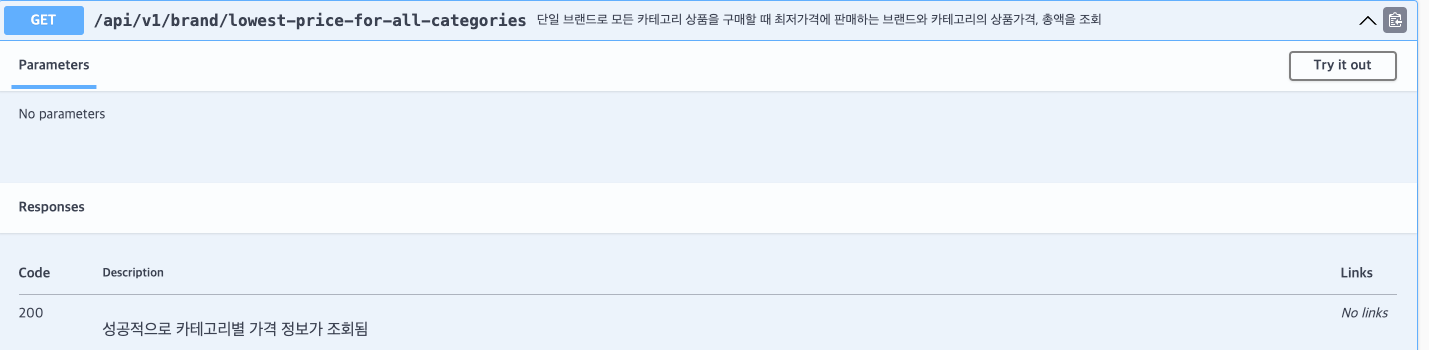 GET /api/v1/brand/lowest-price-for-all-categories 단일 브랜드로 모든 카테고리 상품을 구매할 때 최저가격에 판매하는 브랜드와 카테고리의 상품가격, 총액을 조회
Parameters Try it out
No parameters
Responses
Code Description Links
200 No links
성공적으로 카테고리별 가격 정보가 조회됨